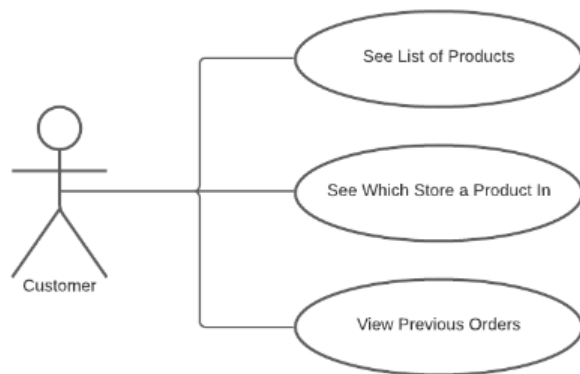 See List of Products
See Which Store a Product In
Customer
View Previous Orders